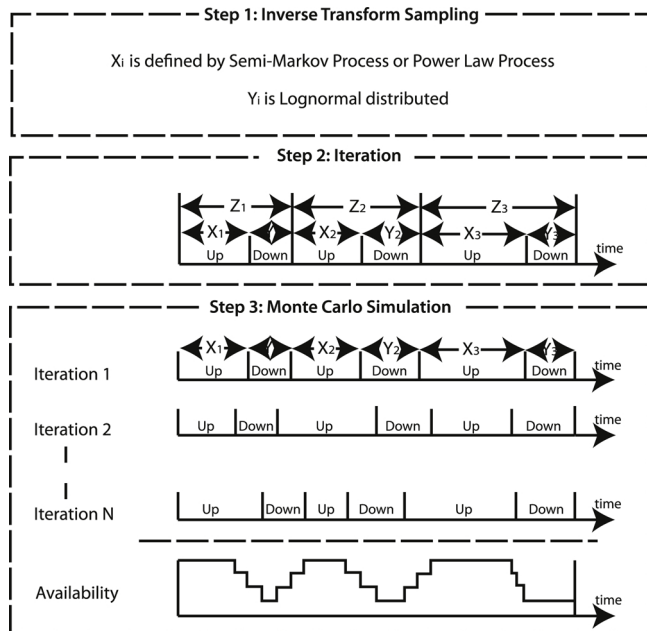 Step 1: Inverse Transform Sampling
Xi is defined by Semi-Markov Process or Power Law Process
Yi is Lognormal distributed
Step 2: Iteration
Z1 Z2 Z3
X1 X2 Y2 X3 Y3 time
Up Down Up Down Up Down
Step 3: Monte Carlo Simulation
X1 X2 Y2 X3 Y3
Iteration 1 Up Down Up Down Up Down time
Iteration 2 Up Down Up Down Up Down time
Iteration N Up Down Up Down Up Down time
Availability time